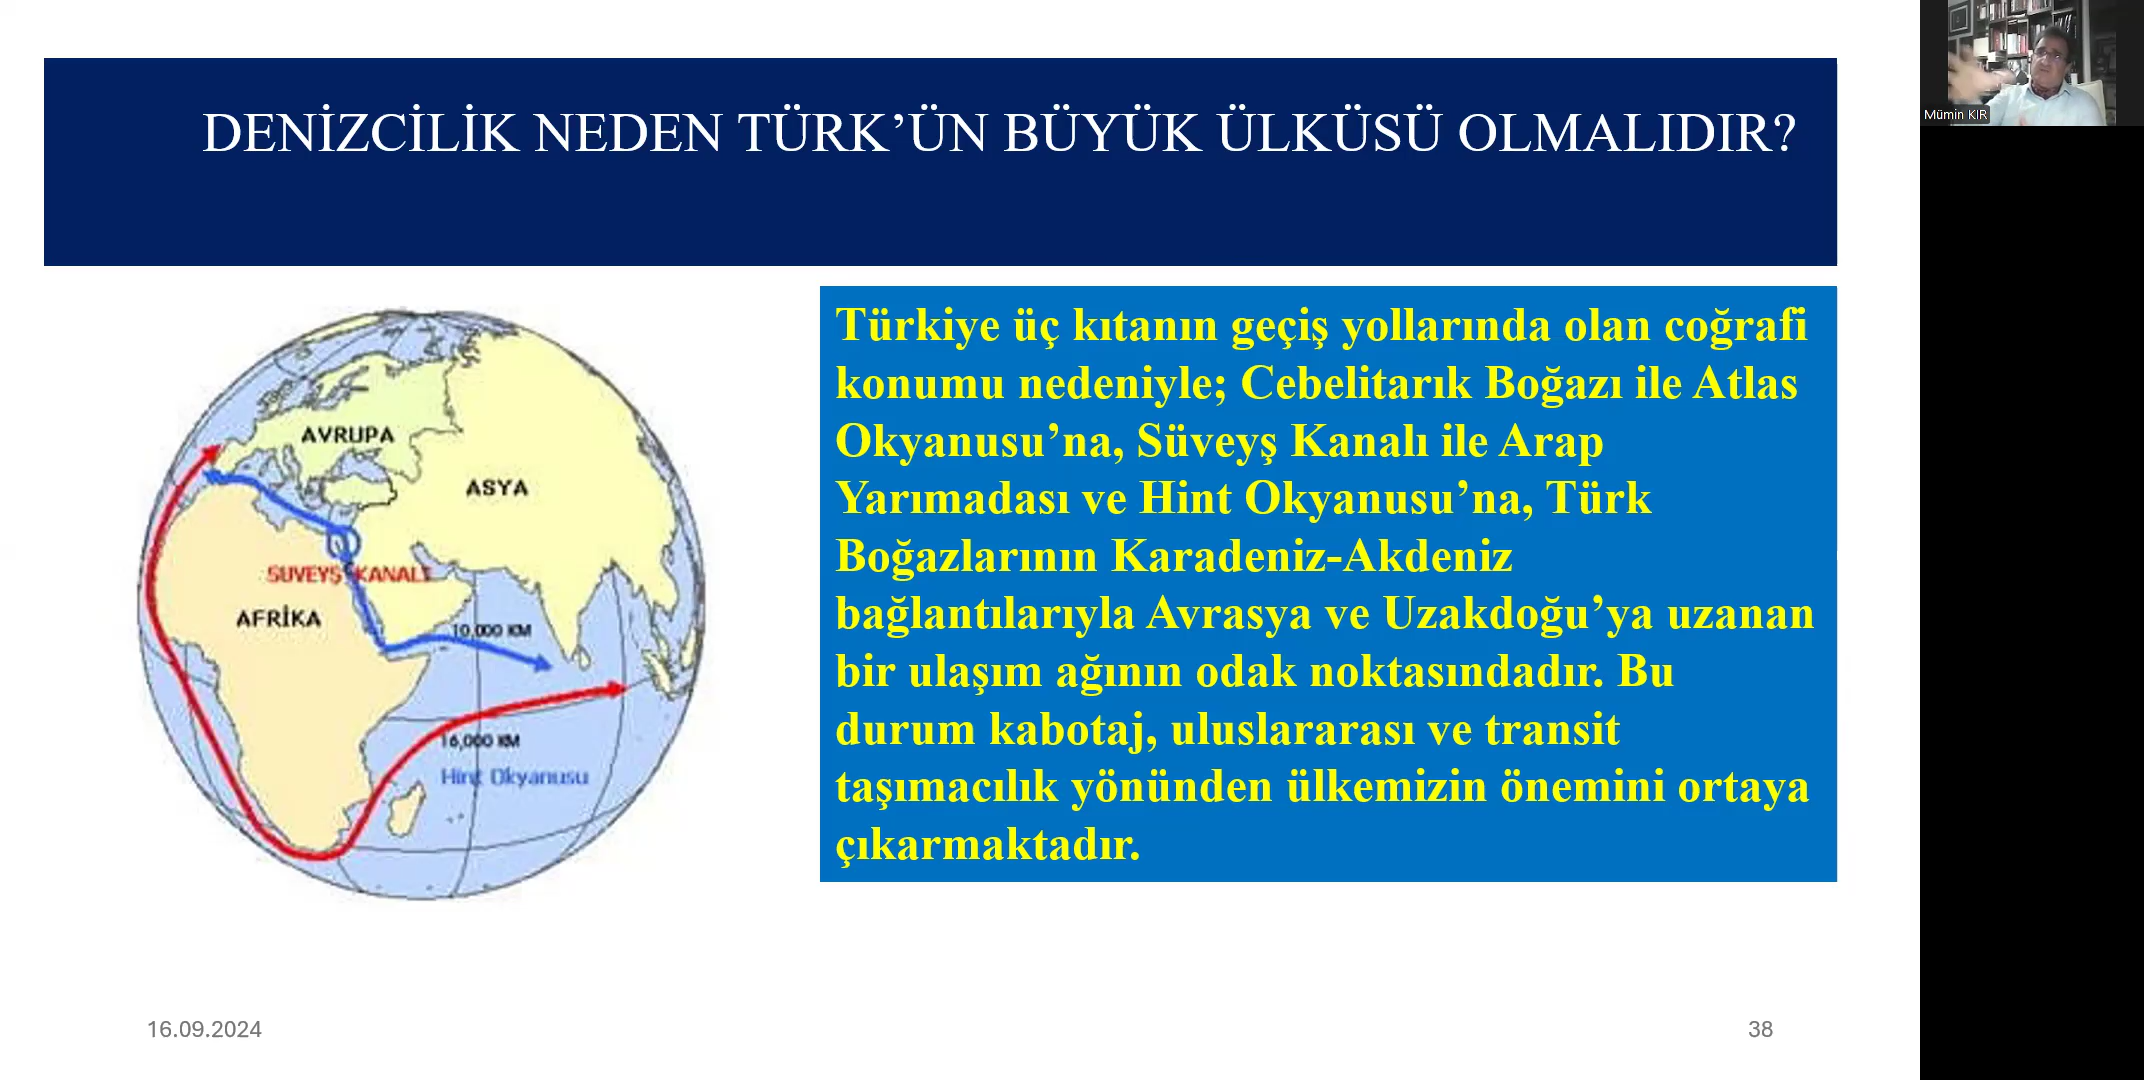 DENİZCİLİK NEDEN TÜRK’ÜN BÜYÜK ÜLKÜSÜ OLMALIDIR?
Mümin KIR
AVRUPA
ASYA
SUVEYŞ KANALI
AFRİKA
10,000 KM
16,000 KM
Hint Okyanusu
Türkiye üç kıtanın geçiş yollarında olan coğrafi
konumu nedeniyle; Cebelitarık Boğazı ile Atlas
Okyanusu’na, Süveyş Kanalı ile Arap
Yarımadası ve Hint Okyanusu’na, Türk
Boğazlarının Karadeniz-Akdeniz
bağlantılarıyla Avrasya ve Uzakdoğu’ya uzanan
bir ulaşım ağının odak noktasındadır. Bu
durum kabotaj, uluslararası ve transit
taşımacılık yönünden ülkemizin önemini ortaya
çıkarmaktadır.
16.09.2024
38